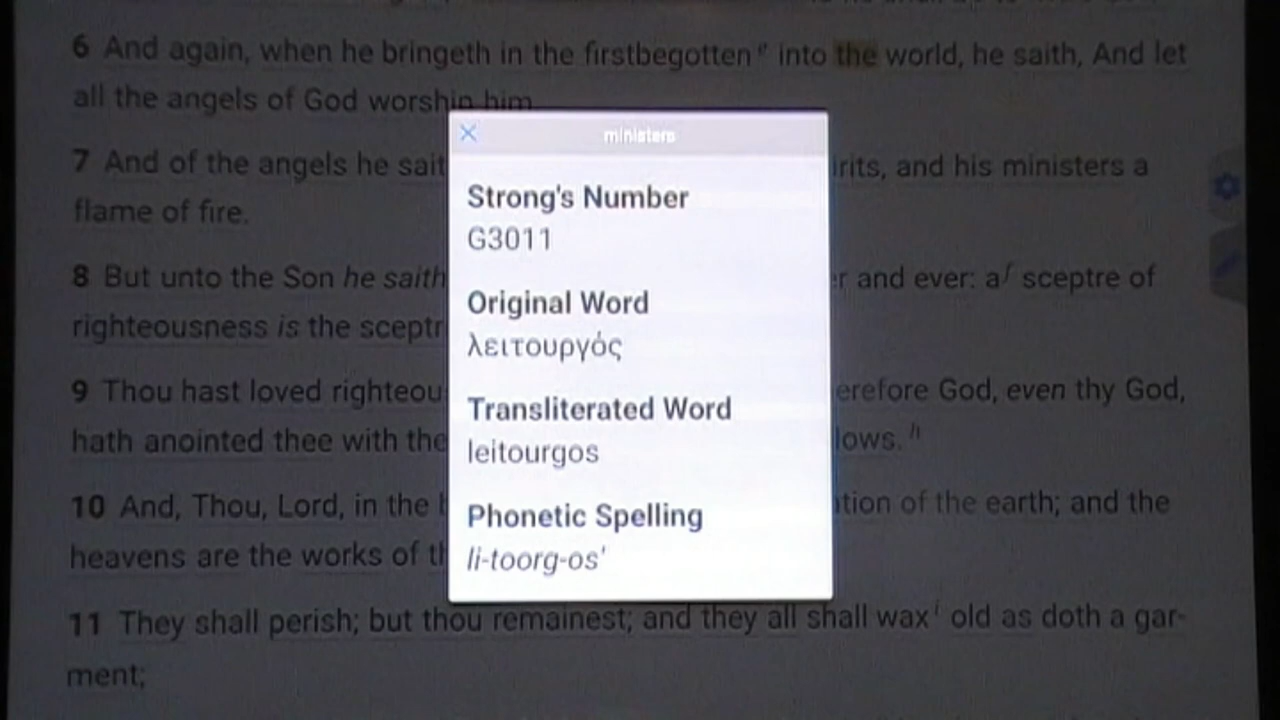 6 And again, when he bringeth in the firstbegotten e into the world, he saith, And let
all the angels of God worship him
7 And of the angels he sait
irits, and his ministers a
flame of fire.
8 But unto the Son he saith
er and ever: a f sceptre of
righteousness is the sceptr
9 Thou hast loved righteou
erefore God, even thy God,
hath anointed thee with the
lows. h
10 And, Thou, Lord, in the
tion of the earth; and the
heavens are the works of th
11 They shall perish; but thou remainest; and they all shall wax i old as doth a gar-
ment;
ministers
Strong's Number
G3011
Original Word
λειτουργός
Transliterated Word
leitourgos
Phonetic Spelling
li-toorg-os'